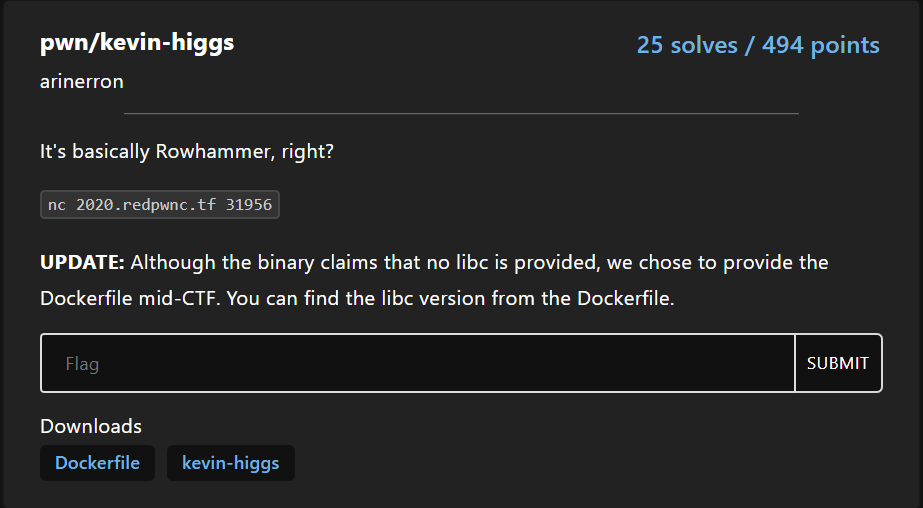 pwn/kevin-higgs
25 solves / 494 points
arinerron
It's basically Rowhammer, right?
nc 2020.redpwnc.tf 31956
UPDATE: Although the binary claims that no libc is provided, we chose to provide the
Dockerfile mid-CTF. You can find the libc version from the Dockerfile.
Flag
SUBMIT
Downloads
Dockerfile
kevin-higgs